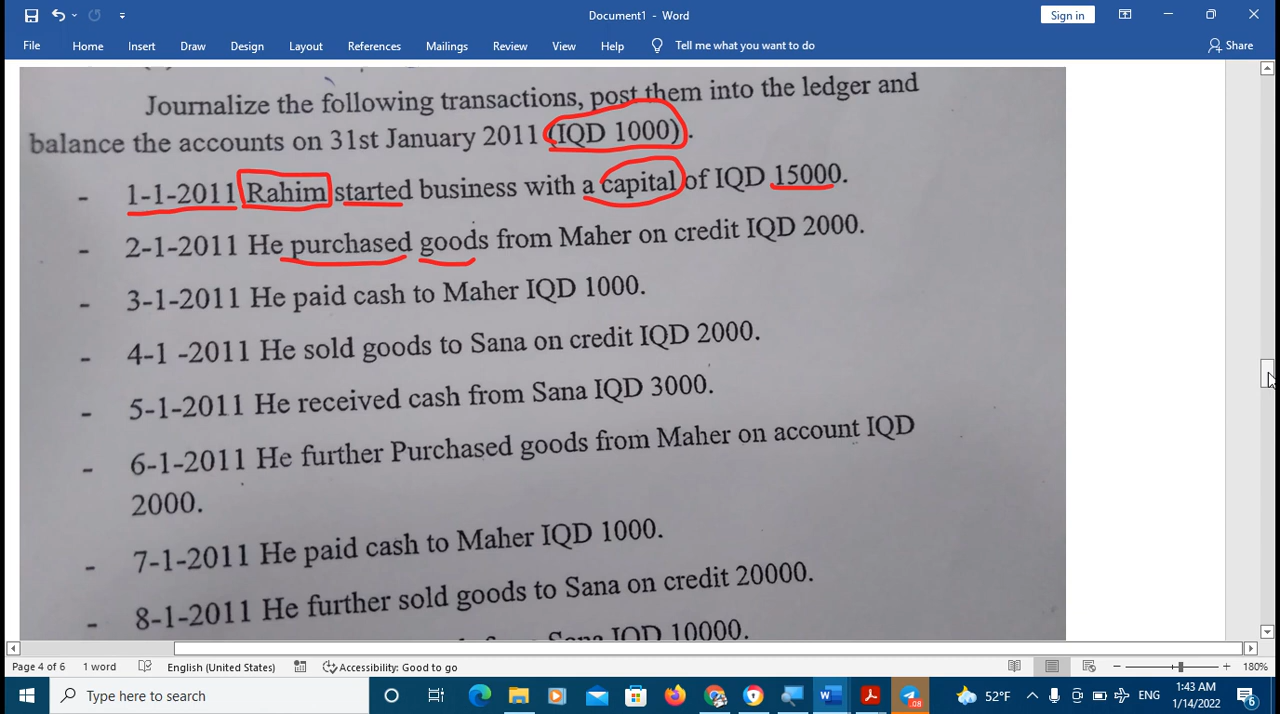 Document1 - Word
Sign in
File Home Insert Draw Design Layout References Mailings Review View Help Tell me what you want to do Share
Journalize the following transactions, post them into the ledger and
balance the accounts on 31st January 2011 (IQD 1000).
- 1-1-2011 Rahim started business with a capital of IQD 15000.
- 2-1-2011 He purchased goods from Maher on credit IQD 2000.
- 3-1-2011 He paid cash to Maher IQD 1000.
- 4-1 -2011 He sold goods to Sana on credit IQD 2000.
- 5-1-2011 He received cash from Sana IQD 3000.
- 6-1-2011 He further Purchased goods from Maher on account IQD
2000.
- 7-1-2011 He paid cash to Maher IQD 1000.
- 8-1-2011 He further sold goods to Sana on credit 20000.
Sana IQD 10000.
Page 4 of 6 1 word English (United States) Accessibility: Good to go 180%
Type here to search
.08
52°F ENG 1:43 AM
1/14/2022
6